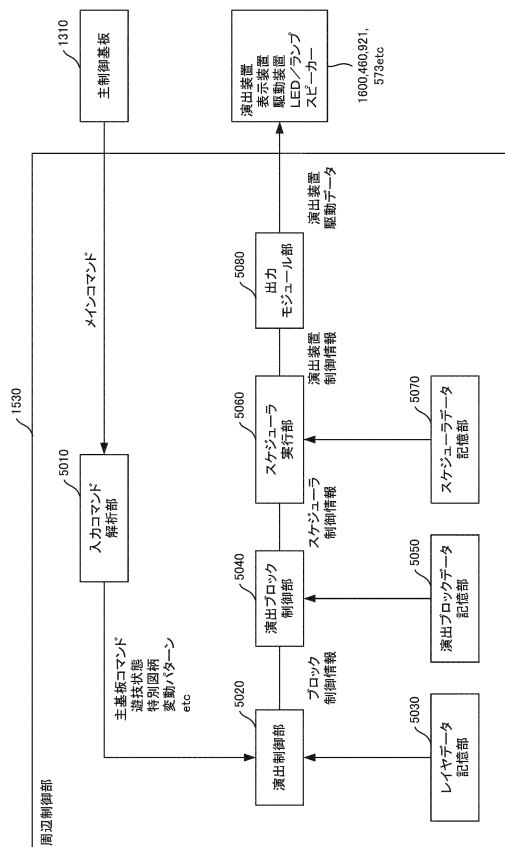 周辺制御部
1530
主制御基板
1310
メインコマンド
入力コマンド
解析部
5010
主基板コマンド
遊技状態
特別図柄
変動パターン
etc
演出制御部
5020
ブロック
制御情報
演出ブロック
制御部
5040
スケジューラ
制御情報
スケジューラ
実行部
5060
演出装置
制御情報
出力
モジュール部
5080
演出装置
駆動データ
演出装置
表示装置
駆動装置
LED/ランプ
スピーカー
1600,460,921,
573etc
レイヤデータ
記憶部
5030
演出ブロックデータ
記憶部
5050
スケジューラデータ
記憶部
5070